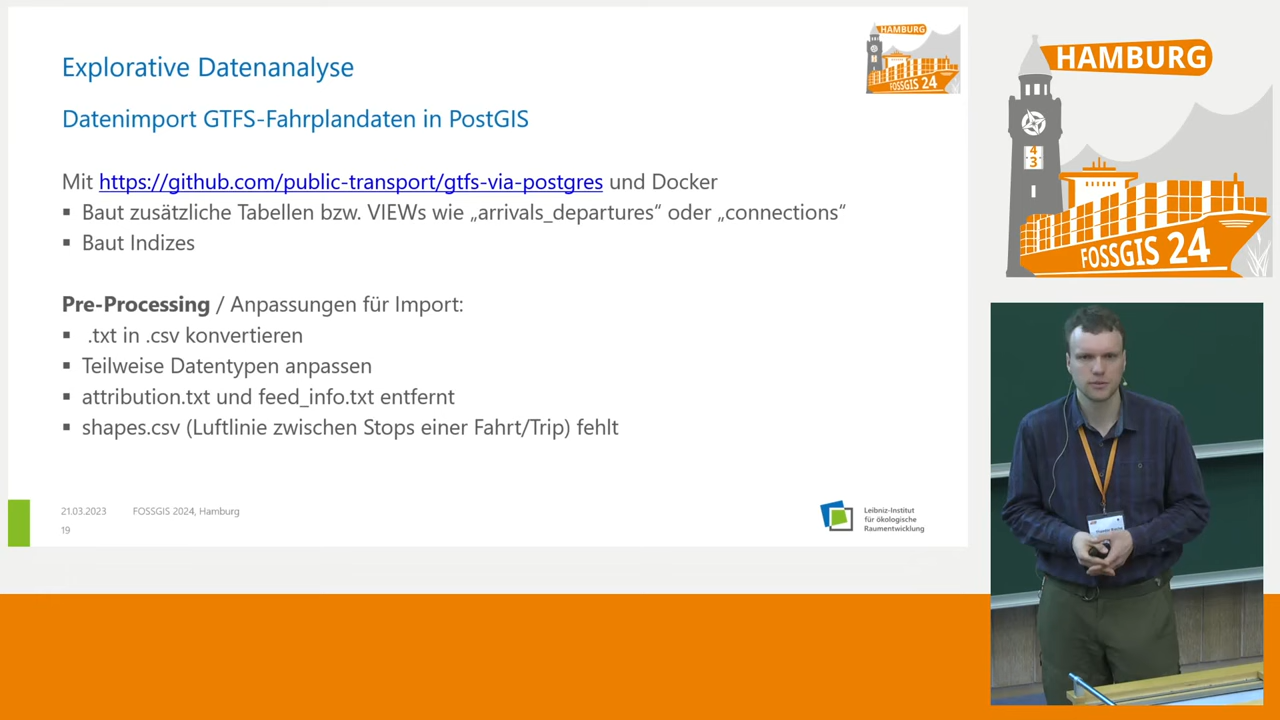 Explorative Datenanalyse
Datenimport GTFS-Fahrplandaten in PostGIS
Mit https://github.com/public-transport/gtfs-via-postgres und Docker
▪ Baut zusätzliche Tabellen bzw. VIEWs wie „arrivals_departures“ oder „connections“
▪ Baut Indizes
Pre-Processing / Anpassungen für Import:
▪ .txt in .csv konvertieren
▪ Teilweise Datentypen anpassen
▪ attribution.txt und feed_info.txt entfernt
▪ shapes.csv (Luftlinie zwischen Stops einer Fahrt/Trip) fehlt
21.03.2023 FOSSGIS 2024, Hamburg
19
Leibniz-Institut
für ökologische
Raumentwicklung
HAMBURG
FOSSGIS 24
HAMBURG
4
3
FOSSGIS 24